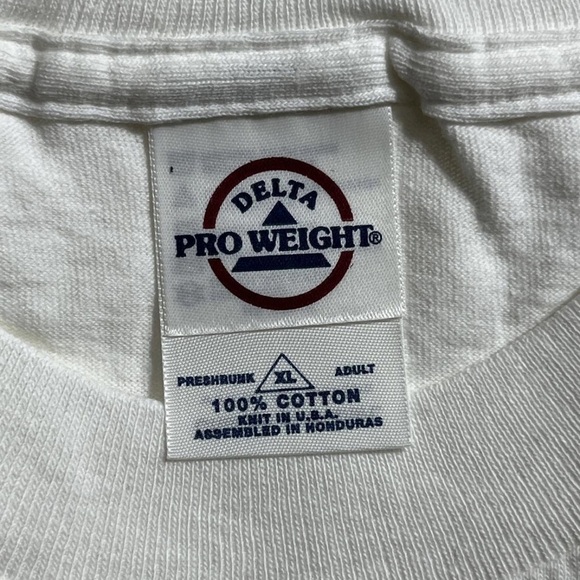 DELTA
PRO WEIGHT®
PRESHRUNK XL ADULT
100% COTTON
KNIT IN U.S.A.
ASSEMBLED IN HONDURAS